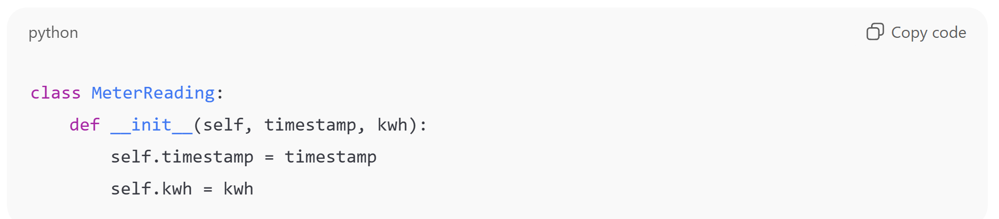 python
Copy code
class MeterReading:
    def __init__(self, timestamp, kwh):
        self.timestamp = timestamp
        self.kwh = kwh